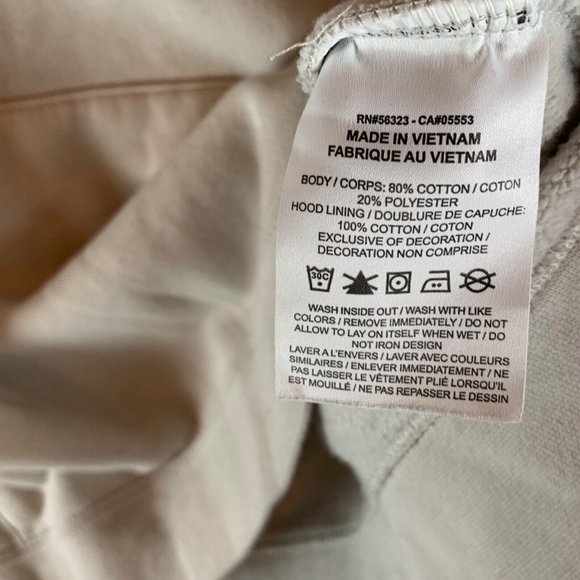 RN#56323 - CA#05553
MADE IN VIETNAM
FABRIQUE AU VIETNAM
BODY / CORPS: 80% COTTON / COTON
20% POLYESTER
HOOD LINING / DOUBLURE DE CAPUCHE:
100% COTTON / COTON
EXCLUSIVE OF DECORATION /
DÉCORATION NON COMPRISE
30C
WASH INSIDE OUT / WASH WITH LIKE
COLORS / REMOVE IMMEDIATELY / DO NOT
ALLOW TO LAY ON ITSELF WHEN WET / DO
NOT IRON DESIGN
LAVER À L'ENVERS / LAVER AVEC COULEURS
SIMILAIRES / ENLEVER IMMÉDIATEMENT / NE
PAS LAISSER LE VÊTEMENT PLIÉ LORSQU'IL
EST MOUILLÉ / NE PAS REPASSER LE DESSIN